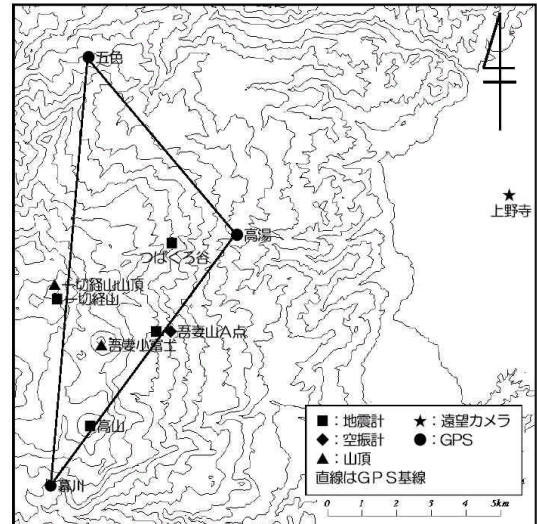 五色
上野寺
高湯
つばくろ谷
一切経山山頂
一切経山
吾妻山A点
吾妻小富士
高山
幕川
■：地震計 ★：遠望カメラ
◆：空振計 ●：GPS
▲：山頂
直線はGPS基線
0 1 2 3 4 5km